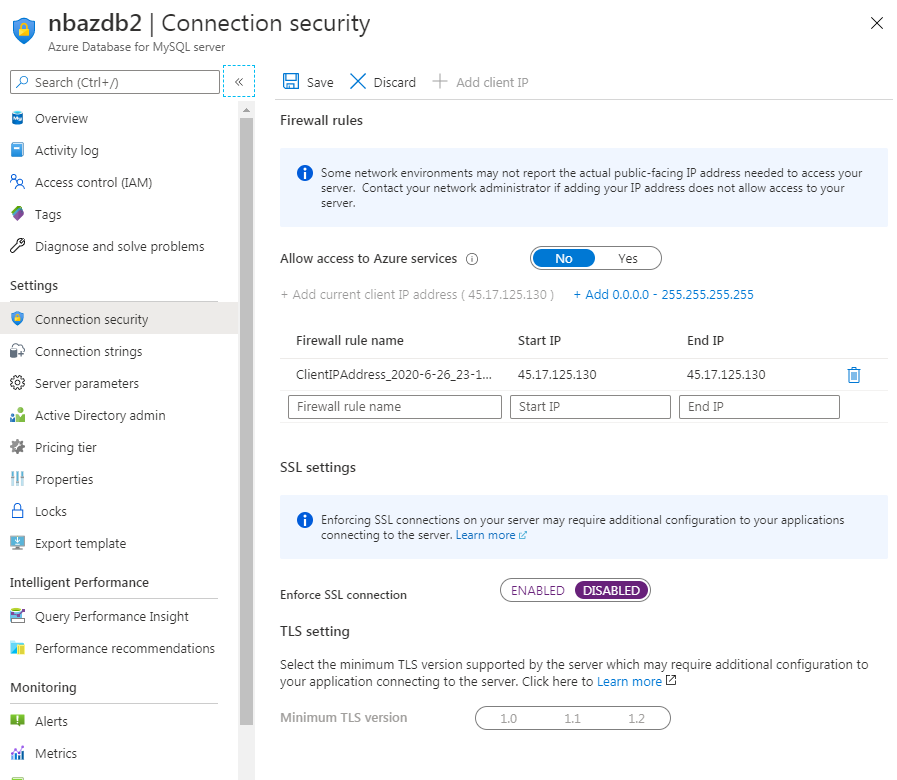 nbazdb2 | Connection security
Azure Database for MySQL server
Search (Ctrl+/)
«
Overview
Activity log
Access control (IAM)
Tags
Diagnose and solve problems
Settings
Connection security
Connection strings
Server parameters
Active Directory admin
Pricing tier
Properties
Locks
Export template
Intelligent Performance
Query Performance Insight
Performance recommendations
Monitoring
Alerts
Metrics
Save Discard Add client IP
Firewall rules
Some network environments may not report the actual public-facing IP address needed to access your
server. Contact your network administrator if adding your IP address does not allow access to your
server.
Allow access to Azure services No Yes
+ Add current client IP address ( 45.17.125.130 ) + Add 0.0.0.0 - 255.255.255.255
Firewall rule name Start IP End IP
ClientIPAddress_2020-6-26_23-1... 45.17.125.130 45.17.125.130
Firewall rule name Start IP End IP
SSL settings
Enforcing SSL connections on your server may require additional configuration to your applications
connecting to the server. Learn more
Enforce SSL connection ENABLED DISABLED
TLS setting
Select the minimum TLS version supported by the server which may require additional configuration to
your application connecting to the server. Click here to Learn more
Minimum TLS version 1.0 1.1 1.2